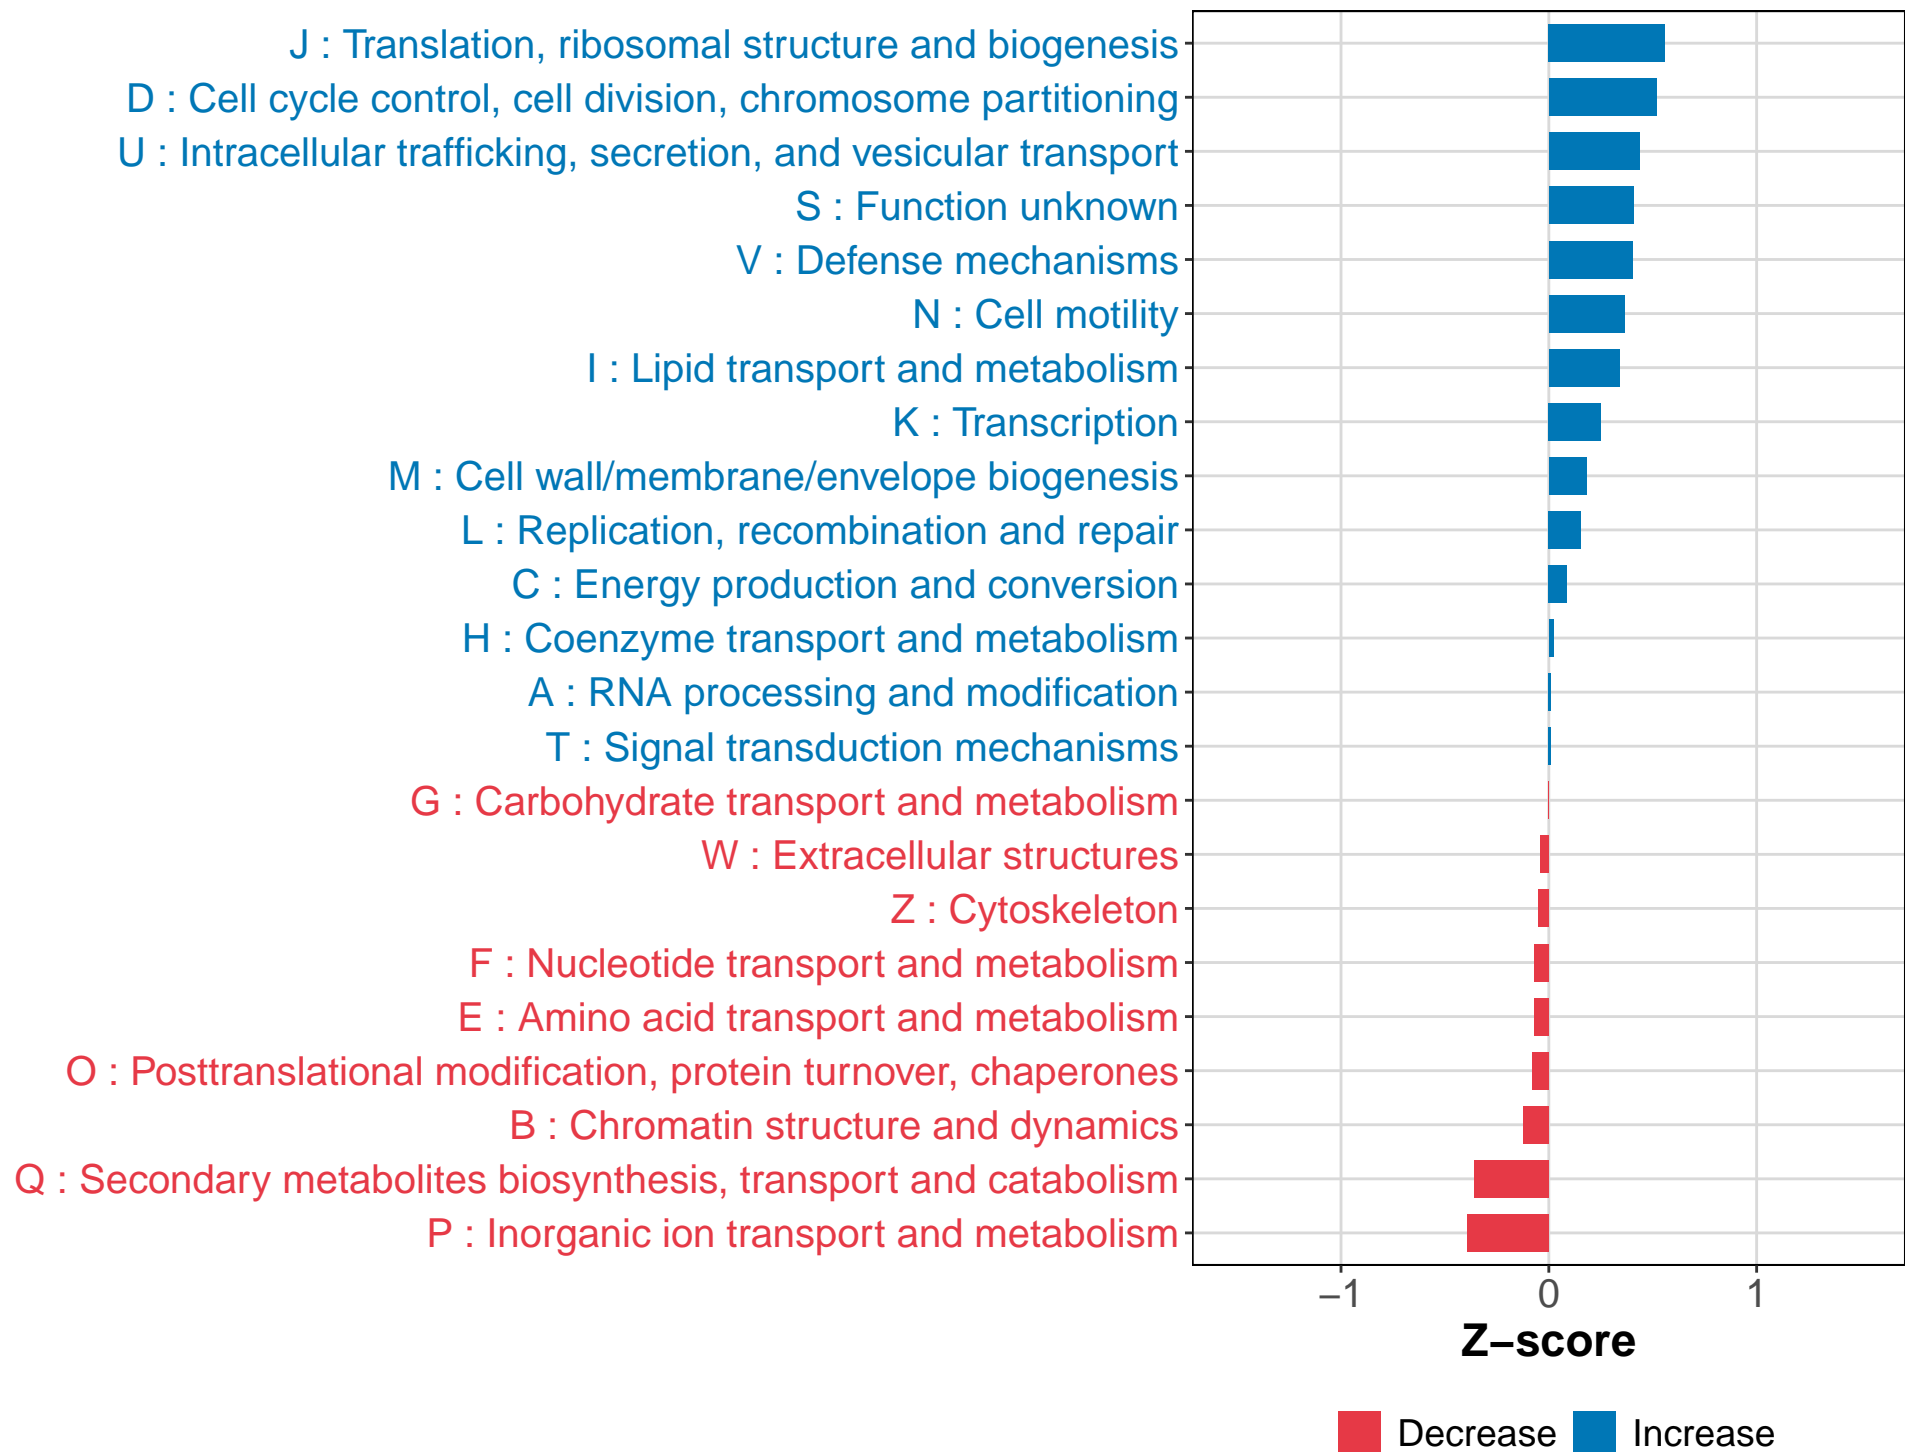 J : Translation, ribosomal structure and biogenesis
D : Cell cycle control, cell division, chromosome partitioning
U : Intracellular trafficking, secretion, and vesicular transport
S : Function unknown
V : Defense mechanisms
N : Cell motility
I : Lipid transport and metabolism
K : Transcription
M : Cell wall/membrane/envelope biogenesis
L : Replication, recombination and repair
C : Energy production and conversion
H : Coenzyme transport and metabolism
A : RNA processing and modification
T : Signal transduction mechanisms
G : Carbohydrate transport and metabolism
W : Extracellular structures
Z : Cytoskeleton
F : Nucleotide transport and metabolism
E : Amino acid transport and metabolism
O : Posttranslational modification, protein turnover, chaperones
B : Chromatin structure and dynamics
Q : Secondary metabolites biosynthesis, transport and catabolism
P : Inorganic ion transport and metabolism
−1 0 1
Z−score
Decrease Increase